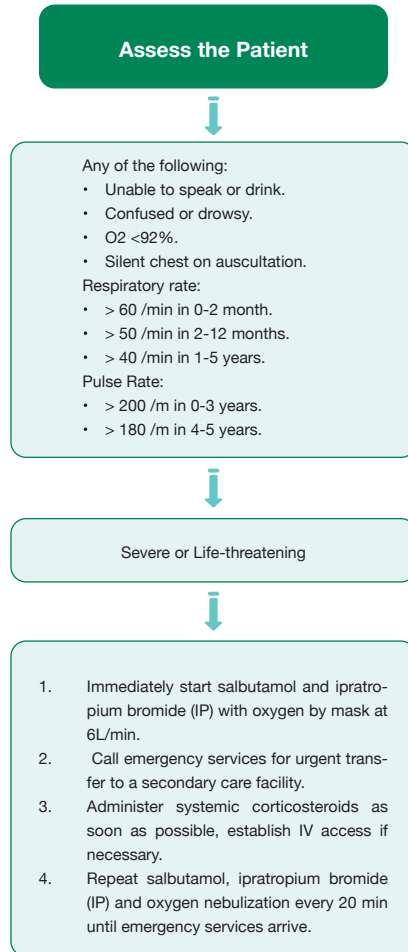 Assess the Patient
Any of the following:
• Unable to speak or drink.
• Confused or drowsy.
• O2 <92%.
• Silent chest on auscultation.
Respiratory rate:
• > 60 /min in 0-2 month.
• > 50 /min in 2-12 months.
• > 40 /min in 1-5 years.
Pulse Rate:
• > 200 /m in 0-3 years.
• > 180 /m in 4-5 years.
Severe or Life-threatening
1. Immediately start salbutamol and ipratro-
pium bromide (IP) with oxygen by mask at
6L/min.
2. Call emergency services for urgent trans-
fer to a secondary care facility.
3. Administer systemic corticosteroids as
soon as possible, establish IV access if
necessary.
4. Repeat salbutamol, ipratropium bromide
(IP) and oxygen nebulization every 20 min
until emergency services arrive.